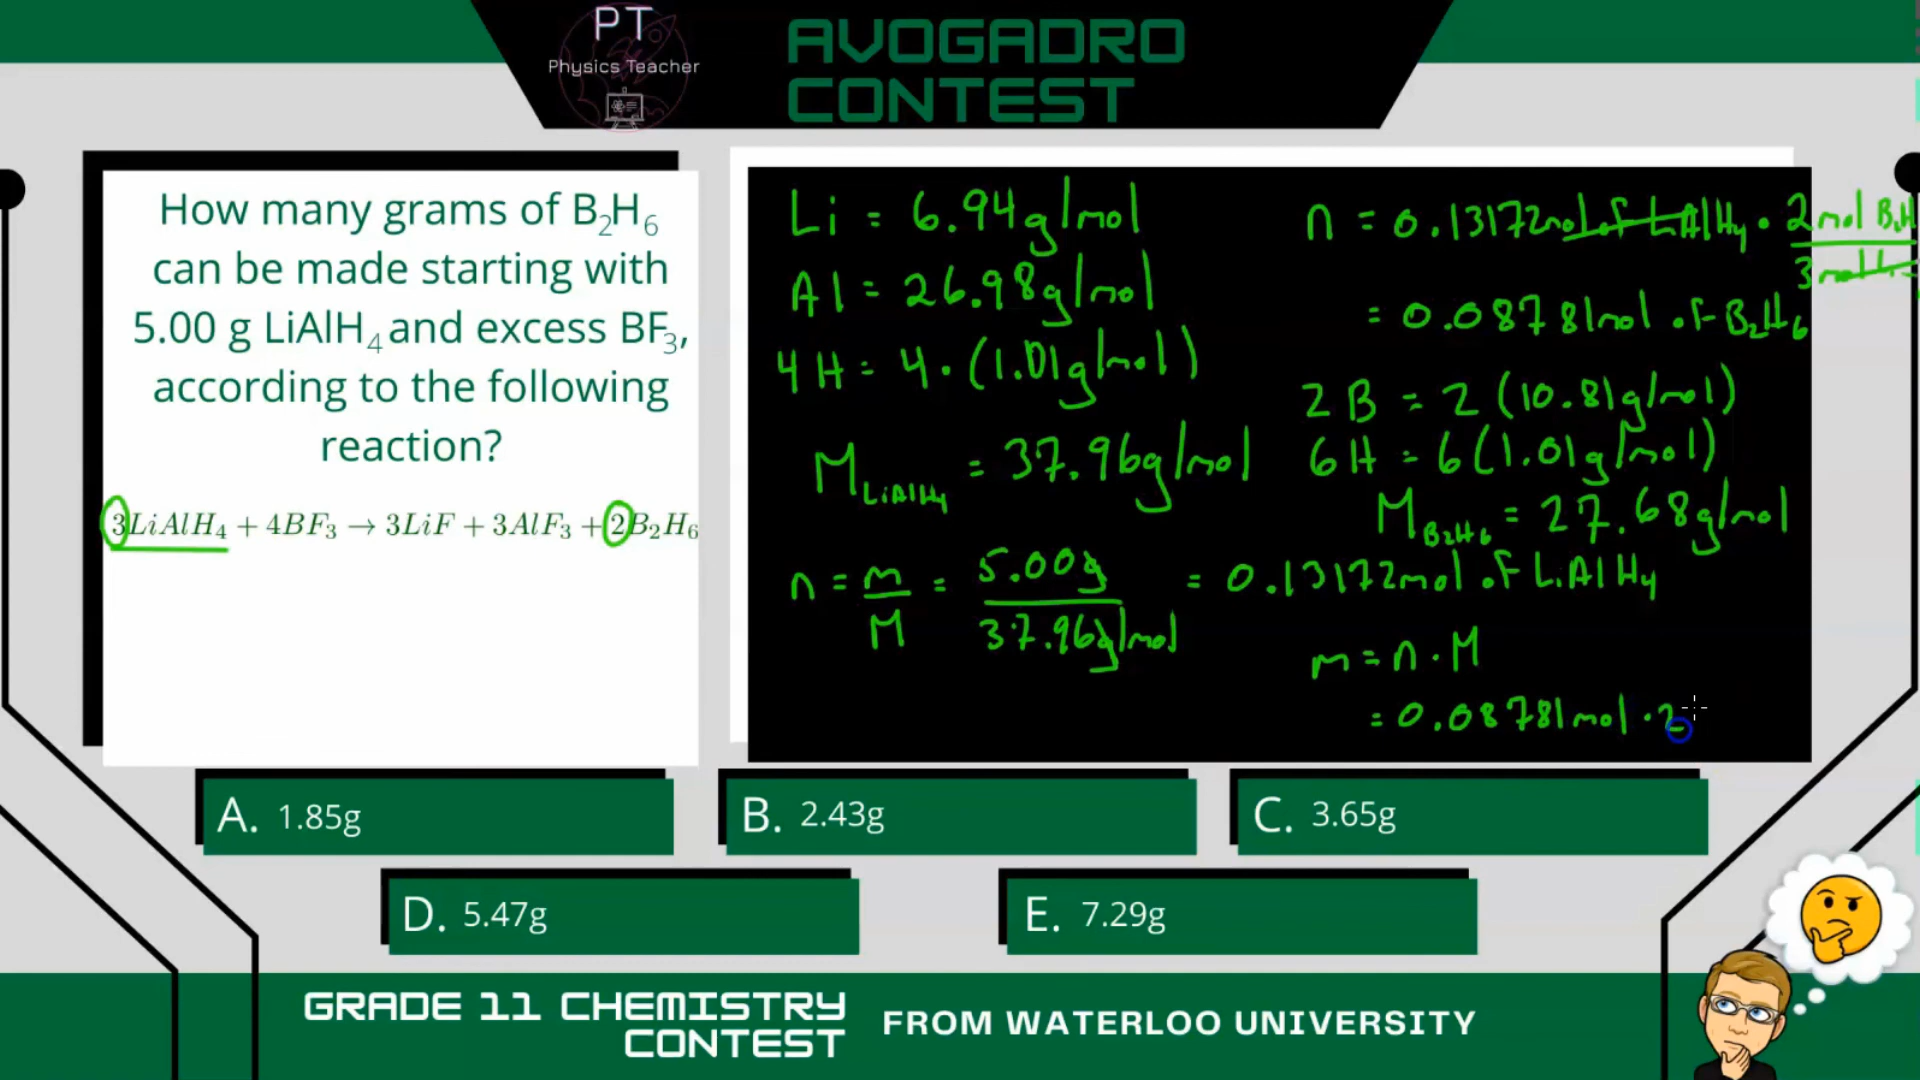 PT
Physics Teacher
AVOGADRO
CONTEST
How many grams of B₂H₆
can be made starting with
5.00 g LiAlH₄ and excess BF₃,
according to the following
reaction?
3LiAlH₄ + 4BF₃ → 3LiF + 3AlF₃ + 2B₂H₆
Li = 6.94g/mol
Al = 26.98g/mol
4H = 4·(1.01g/mol)
M LiAlH₄ = 37.96g/mol
n = m/M = 5.00g / 37.96g/mol = 0.13172mol of LiAlH₄
n = 0.13172mol of LiAlH₄ · 2mol B₂H / 3mol Li
= 0.08781mol of B₂H₆
2B = 2(10.81g/mol)
6H = 6(1.01g/mol)
M B₂H₆ = 27.68g/mol
m = n·M
= 0.08781mol · 2
A. 1.85g
B. 2.43g
C. 3.65g
D. 5.47g
E. 7.29g
GRADE 11 CHEMISTRY
CONTEST
FROM WATERLOO UNIVERSITY